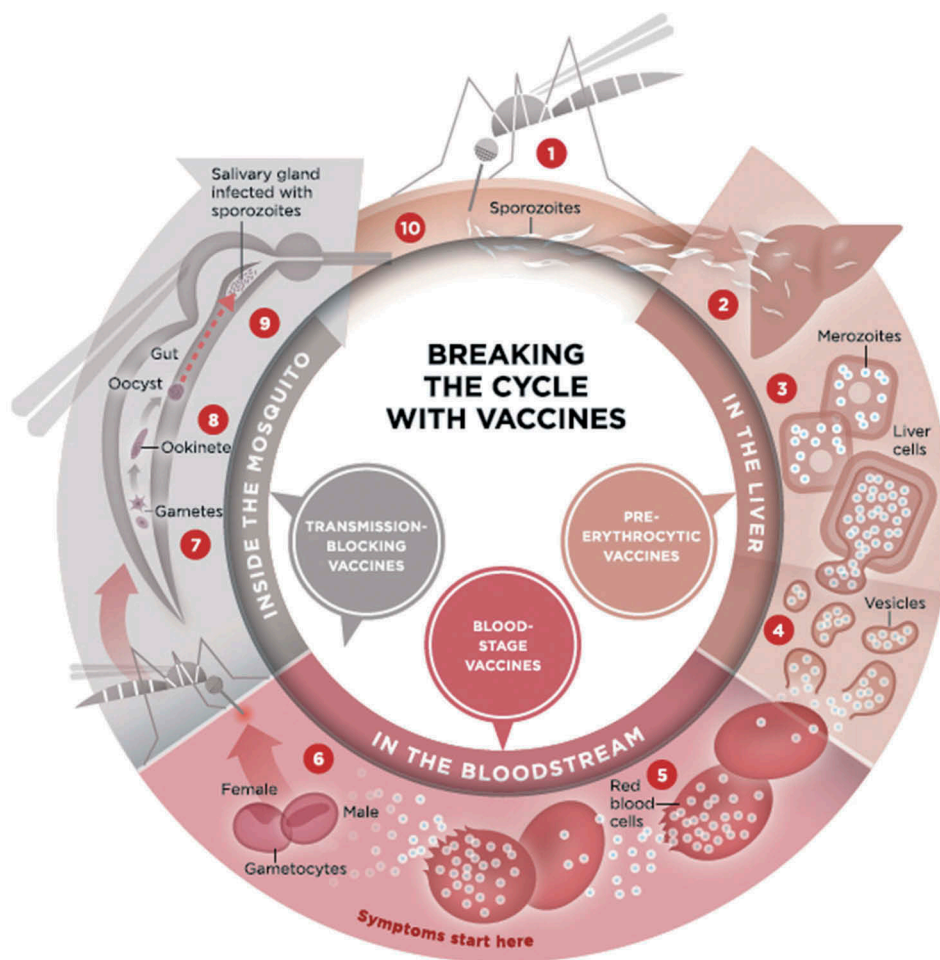 1
Salivary gland
infected with
sporozoites
10
Sporozoites
2
9
Merozoites
Gut
Oocyst
3
8
Ookinete
Liver
cells
Gametes
7
BREAKING
THE CYCLE
WITH VACCINES
INSIDE THE MOSQUITO
IN THE LIVER
TRANSMISSION-
BLOCKING
VACCINES
PRE-
ERYTHROCYTIC
VACCINES
BLOOD-
STAGE
VACCINES
Vesicles
4
IN THE BLOODSTREAM
6
5
Female
Male
Gametocytes
Red
blood
cells
Symptoms start here